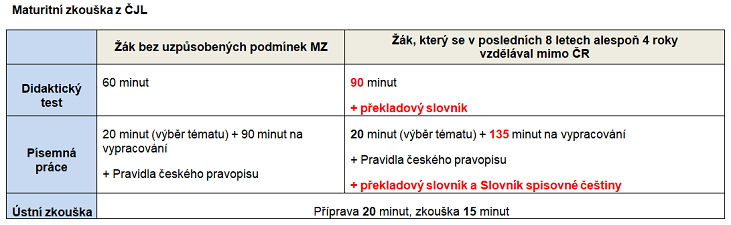 Maturitní zkouška z ČJL
Žák bez uzpůsobených podmínek MZ
Žák, který se v posledních 8 letech alespoň 4 roky
vzdělával mimo ČR
Didaktický
test
60 minut
90 minut
+ překladový slovník
Písemná
práce
20 minut (výběr tématu) + 90 minut na
vypracování
+ Pravidla českého pravopisu
20 minut (výběr tématu) + 135 minut na vypracování
+ Pravidla českého pravopisu
+ překladový slovník a Slovník spisovné češtiny
Ústní zkouška
Příprava 20 minut, zkouška 15 minut